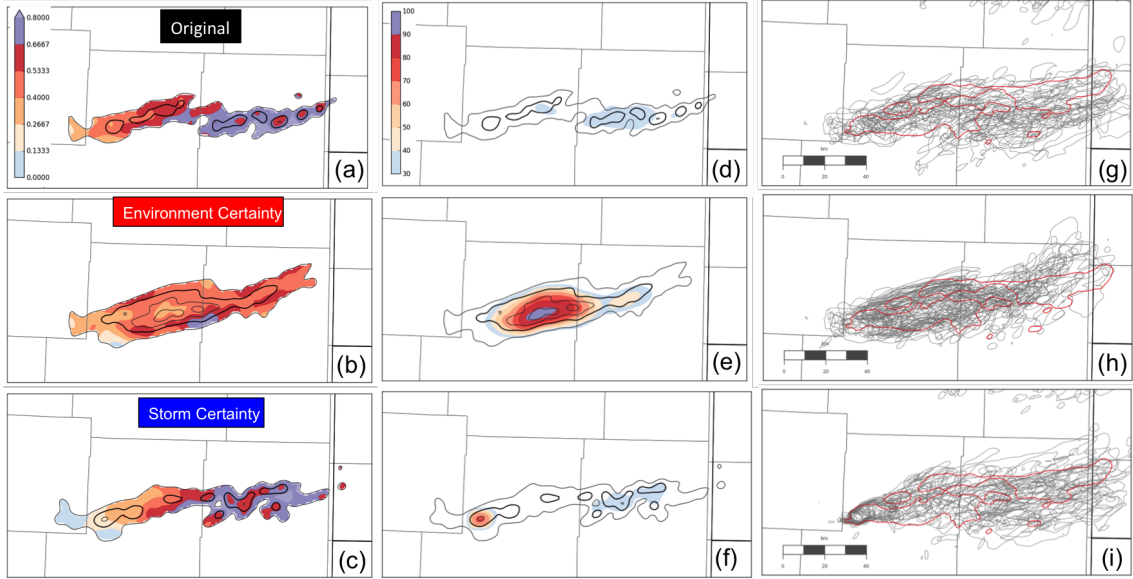 0.8000
0.6667
0.5333
0.4000
0.2667
0.1333
0.0000
Original
(a)
100
90
80
70
60
50
40
30
(d)
km
0 20 40
(g)
Environment Certainty
(b)
(e)
km
0 20 40
(h)
Storm Certainty
(c)
(f)
km
0 20 40
(i)